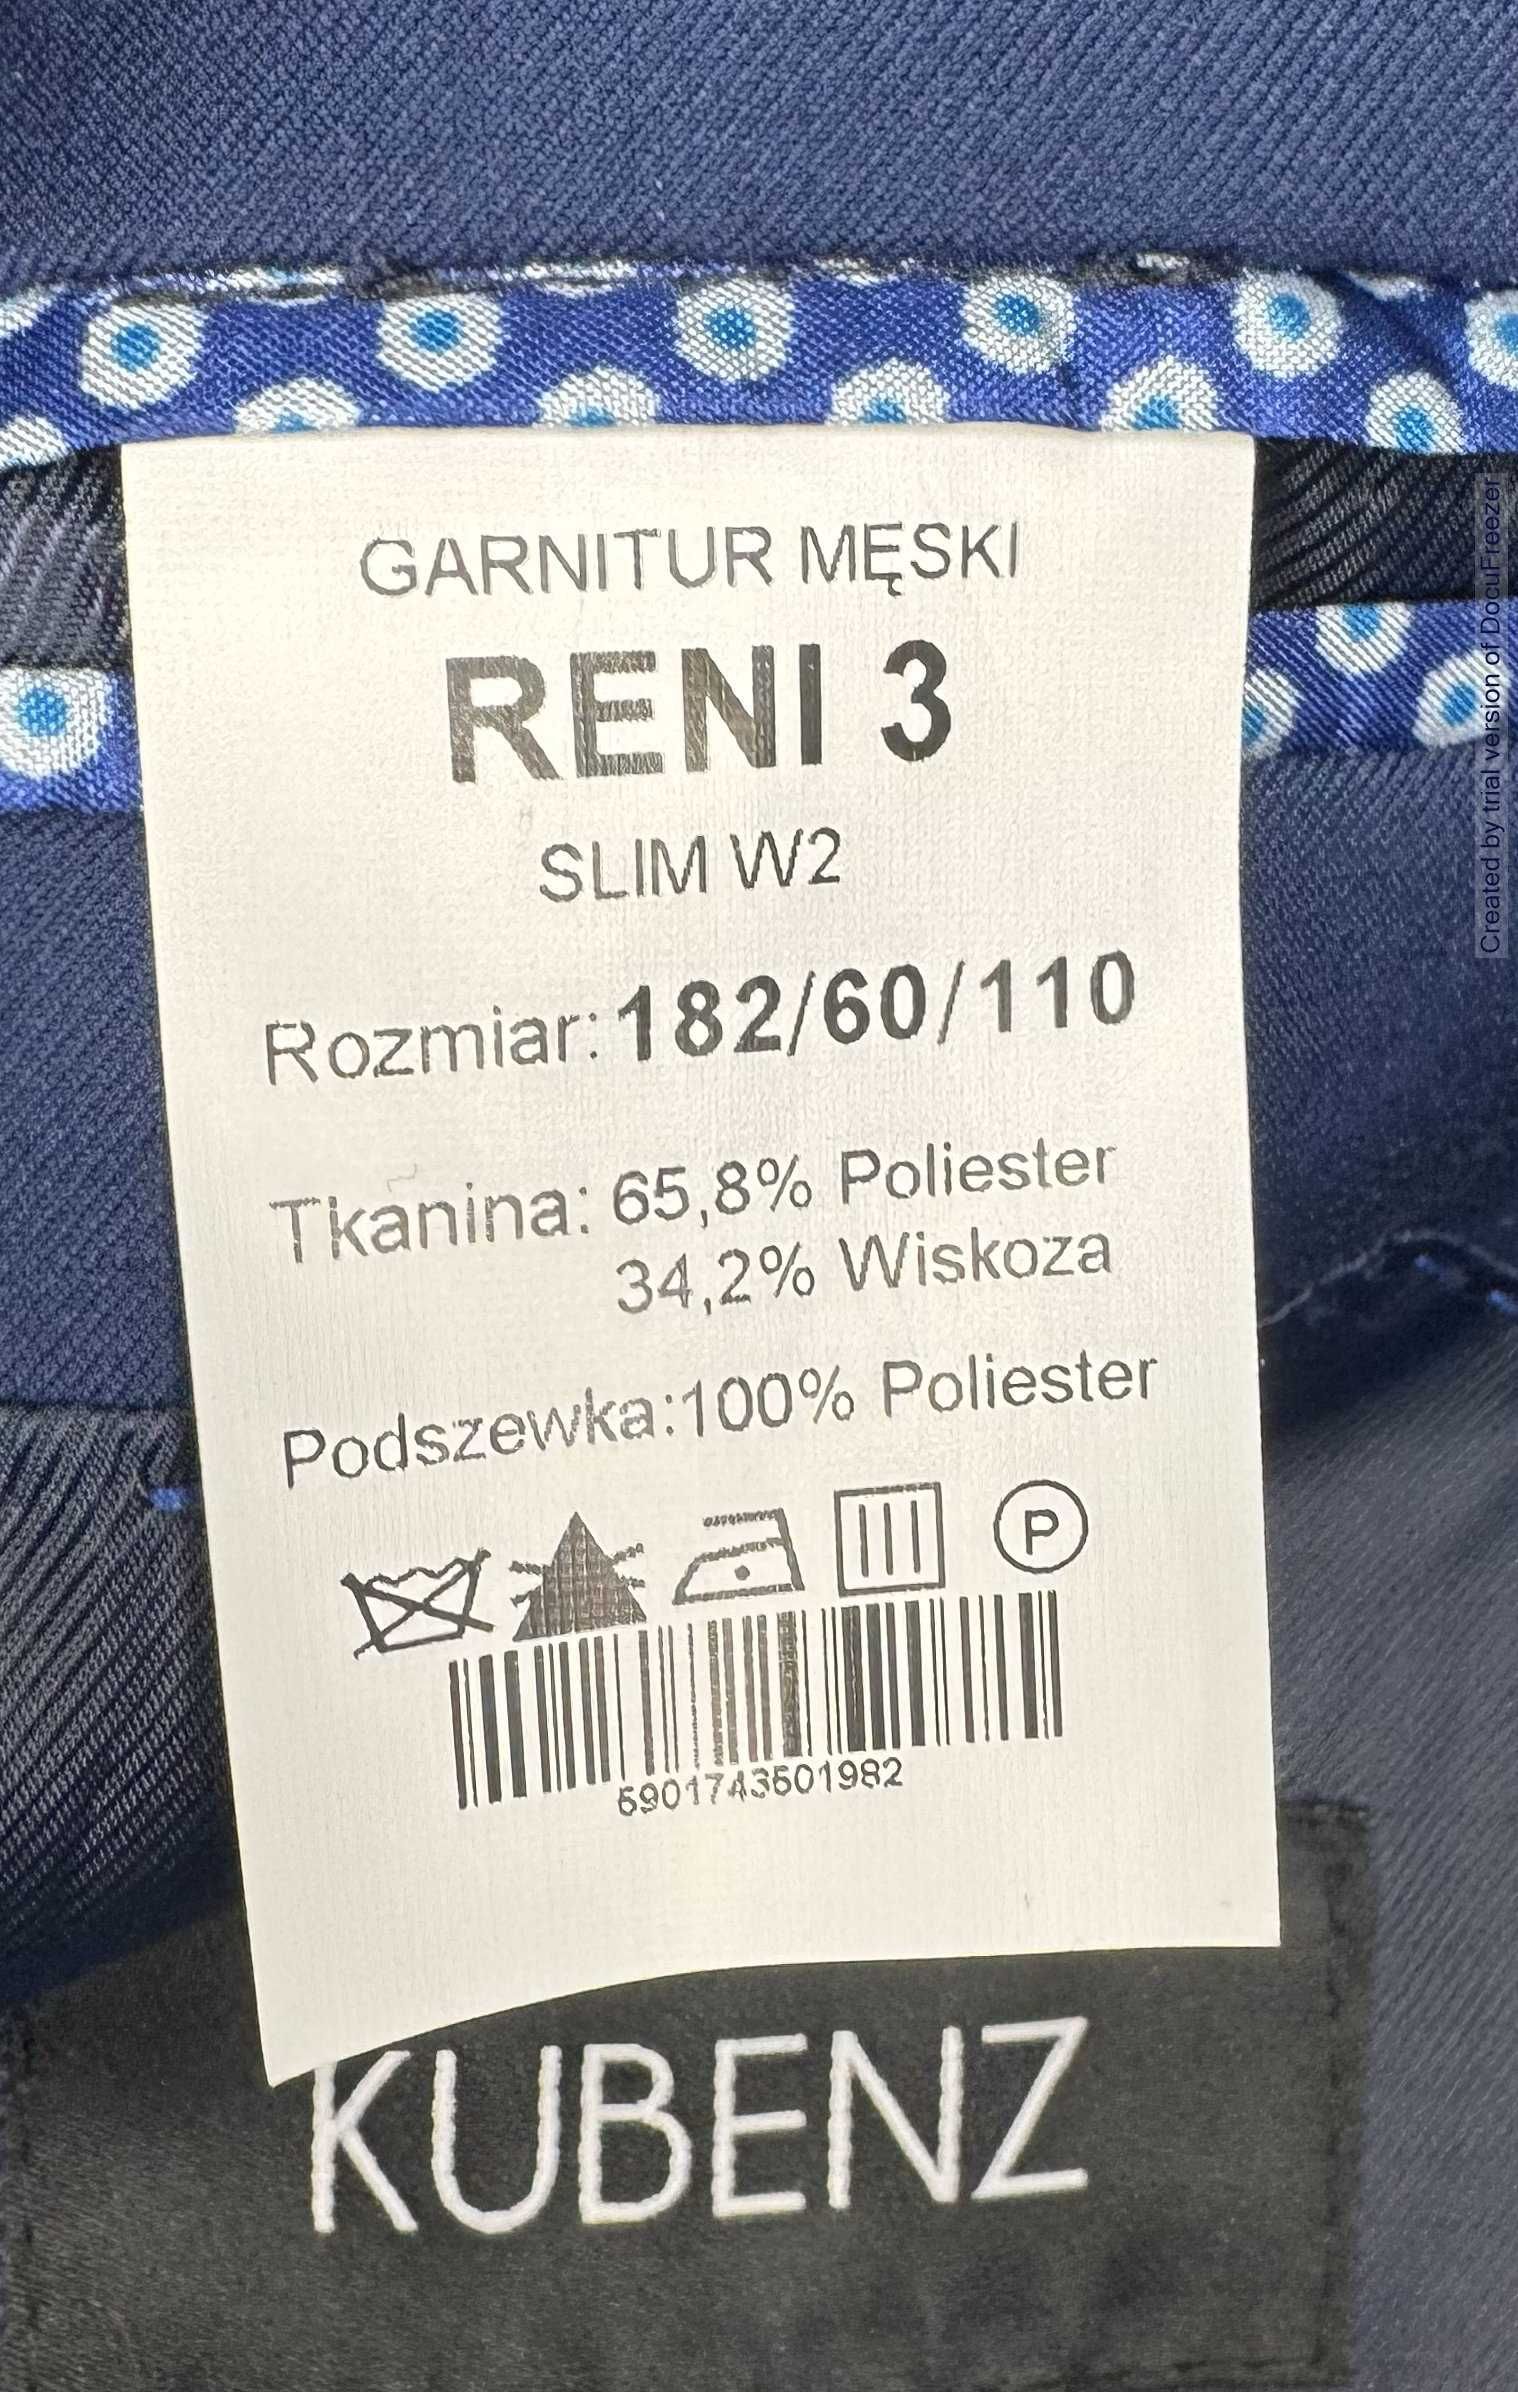 GARNITUR MĘSKI
RENI 3
SLIM W2
Rozmiar: 182/60/110
Tkanina: 65,8% Poliester
34,2% Wiskoza
Podszewka:100% Poliester
P
5901743601982
KUBENZ
Created by trial version of DocuFreezer